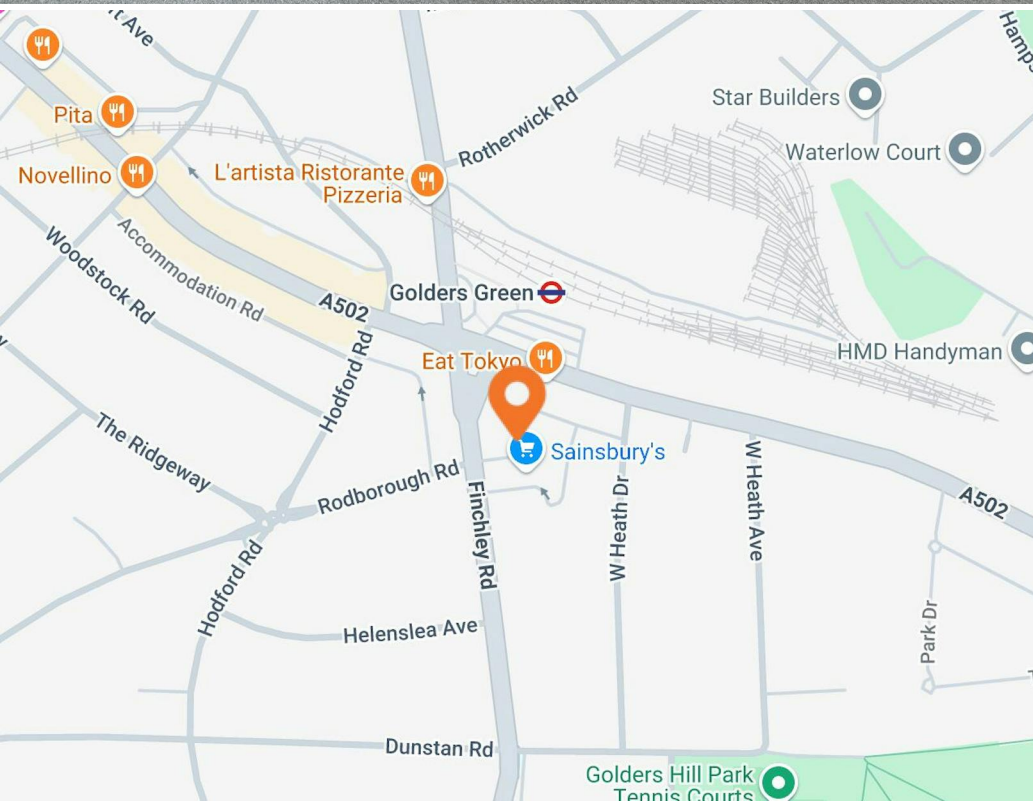 Star Builders
Pita
Rotherwick Rd
Waterlow Court
Novellino
L'artista Ristorante
Pizzeria
Woodstock Rd
Accommodation Rd
A502
Golders Green
Eat Tokyo
HMD Handyman
Hodford Rd
The Ridgeway
Sainsbury's
Rodborough Rd
Finchley Rd
W Heath Dr
W Heath Ave
A502
Hodford Rd
Helenslea Ave
Park Dr
Dunstan Rd
Golders Hill Park
Tennis Courts